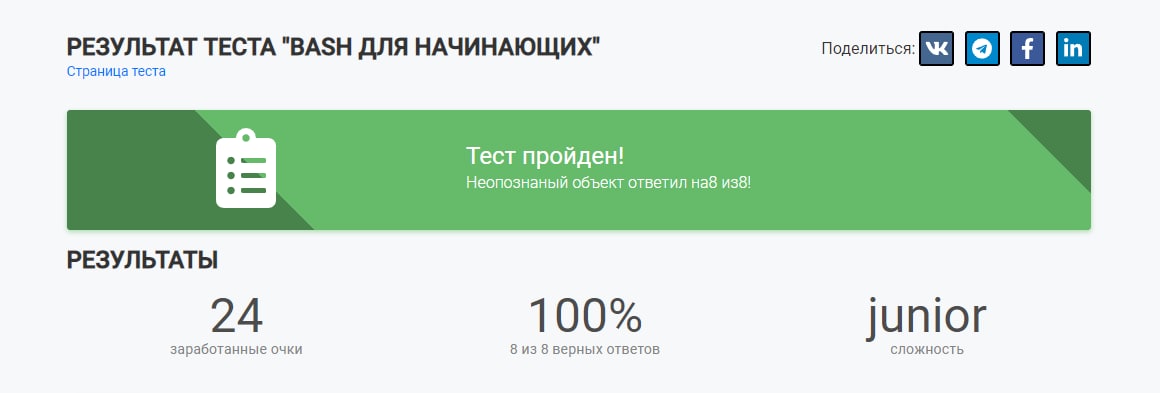 РЕЗУЛЬТАТ ТЕСТА "BASH ДЛЯ НАЧИНАЮЩИХ"
Поделиться:
Страница теста
Тест пройден!
Неопознаный объект ответил на8 из8!
РЕЗУЛЬТАТЫ
24
заработанные очки
100%
8 из 8 верных ответов
junior
сложность